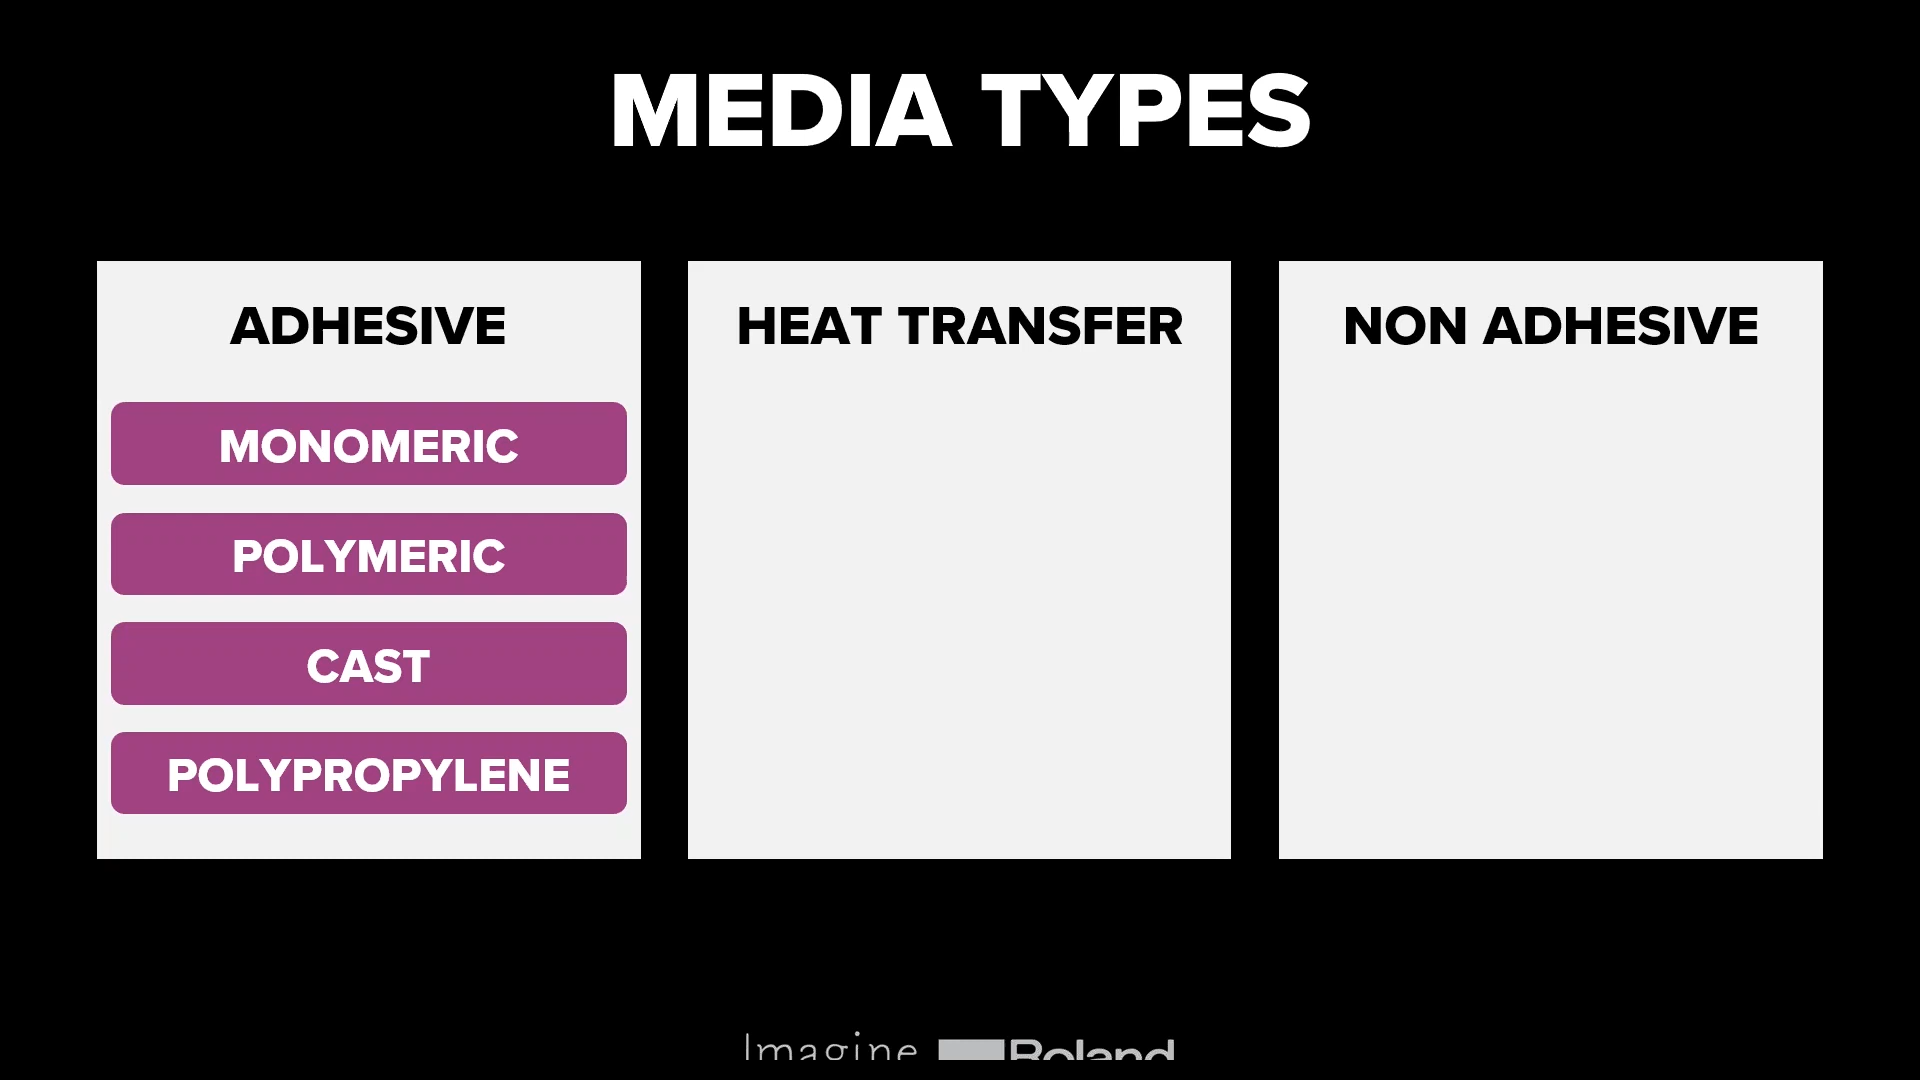 MEDIA TYPES
ADHESIVE
MONOMERIC
POLYMERIC
CAST
POLYPROPYLENE
HEAT TRANSFER
NON ADHESIVE
Imagine Roland